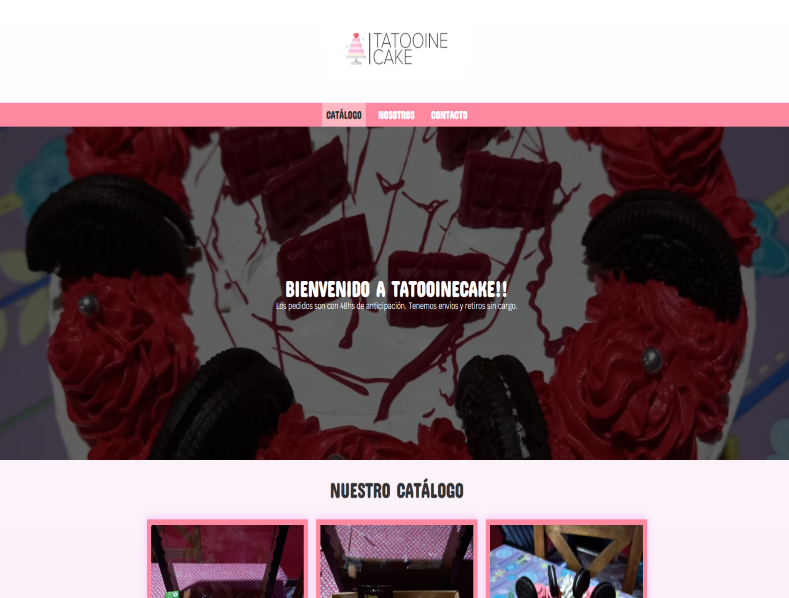 TATOOINE
CAKE
CATÁLOGO NOSOTROS CONTACTO
BIENVENIDO A TATOOINECAKE!!
Los pedidos son con 48hs de anticipación. Tenemos envíos y retiros sin cargo.
NUESTRO CATÁLOGO